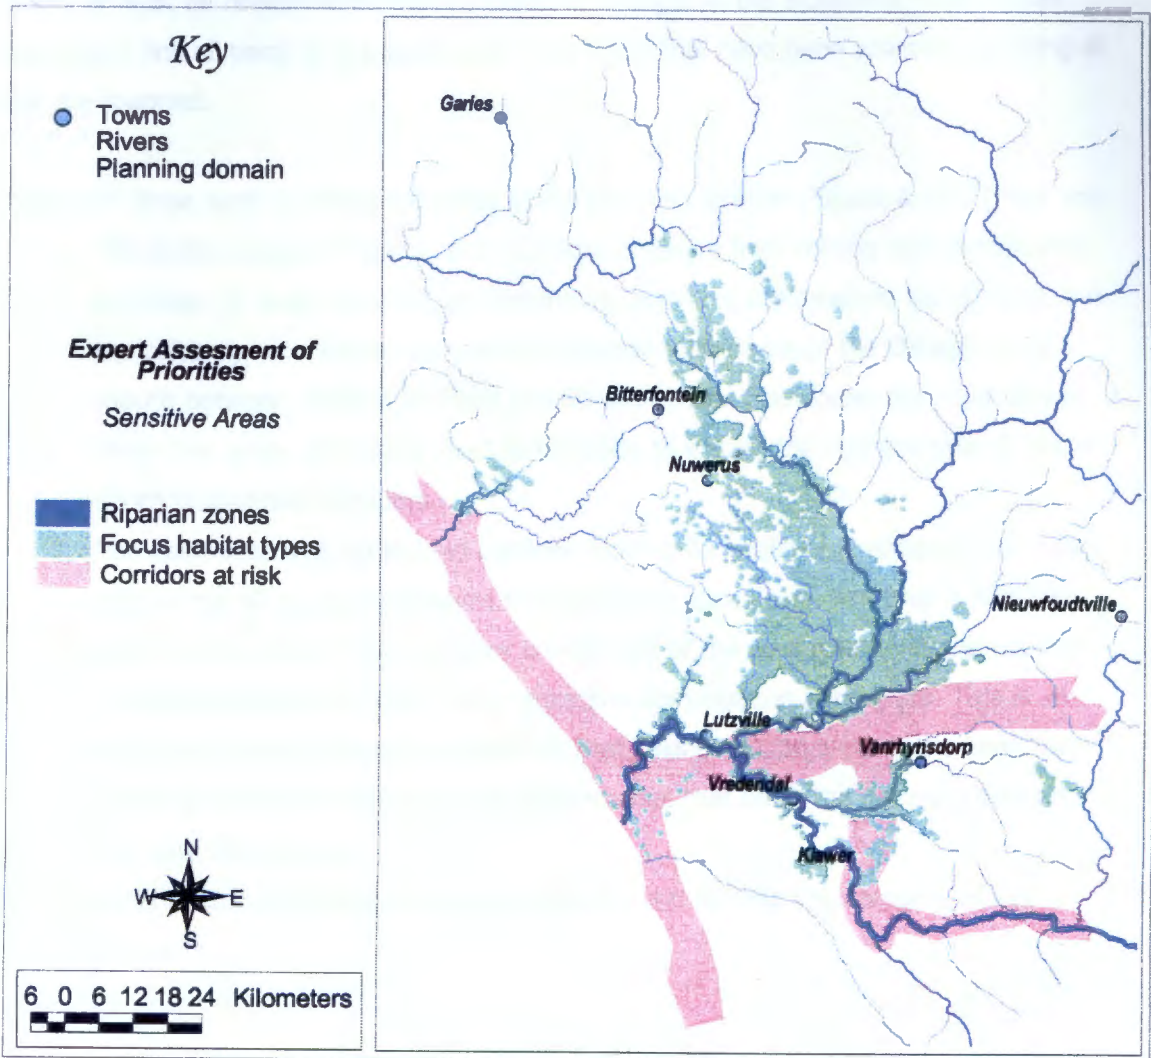 Key
Towns
Rivers
Planning domain
Expert Assesment of
Priorities
Sensitive Areas
Riparian zones
Focus habitat types
Corridors at risk
N
W E
S
6 0 6 12 18 24 Kilometers
Garies
Bitterfontein
Nuwerus
Nieuwfoudtville
Lutzville
Vanrhynsdorp
Vredendal
Klawer